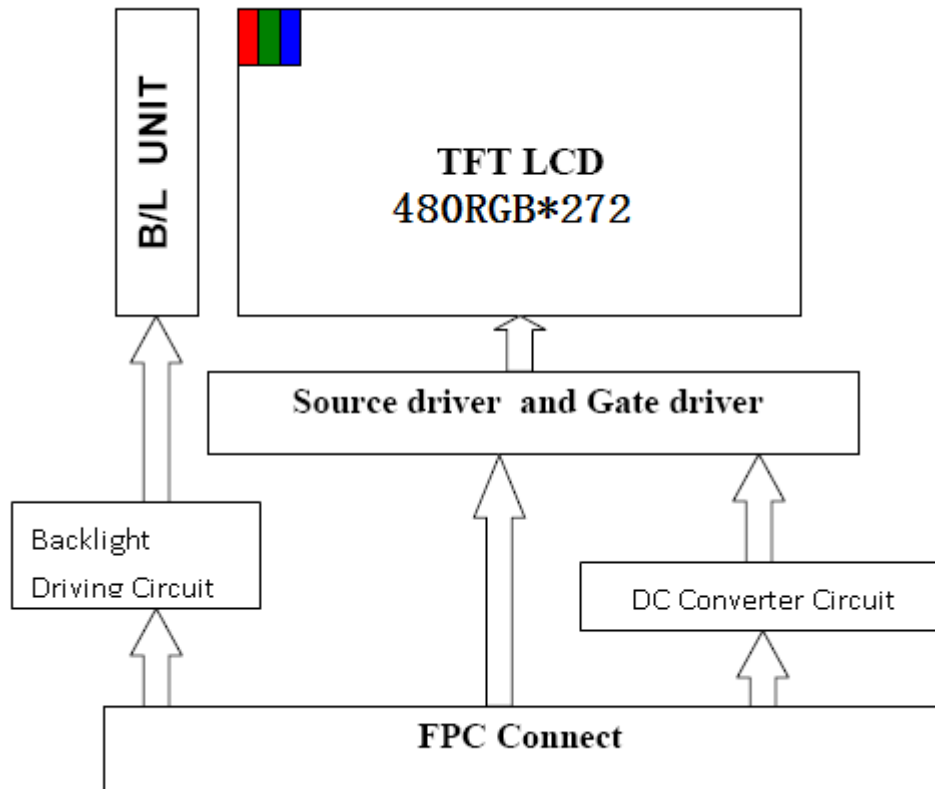 B/L UNIT
TFT LCD
480RGB*272
Source driver and Gate driver
Backlight
Driving Circuit
DC Converter Circuit
FPC Connect